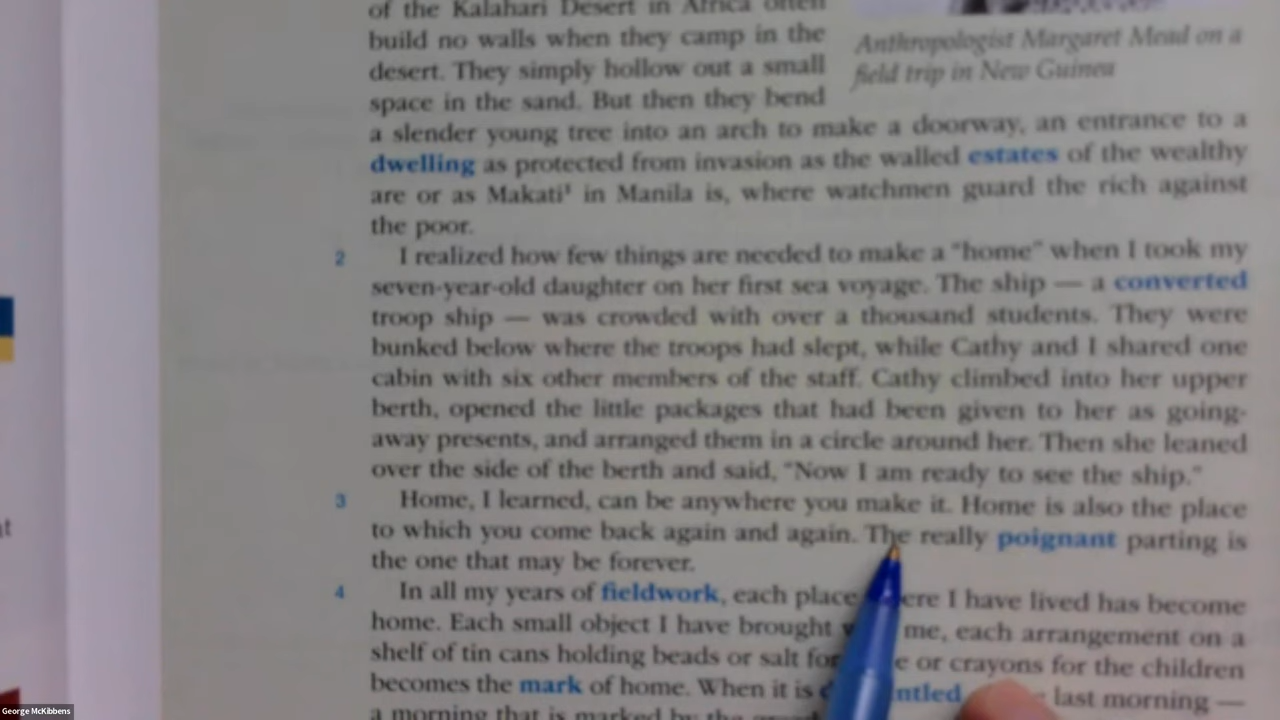 of the Kalahari Desert in Africa often
build no walls when they camp in the
desert. They simply hollow out a small
space in the sand. But then they bend
Anthropologist Margaret Mead on a
field trip in New Guinea
a slender young tree into an arch to make a doorway, an entrance to a
dwelling as protected from invasion as the walled estates of the wealthy
are or as Makati¹ in Manila is, where watchmen guard the rich against
the poor.
2 I realized how few things are needed to make a "home" when I took my
seven-year-old daughter on her first sea voyage. The ship — a converted
troop ship — was crowded with over a thousand students. They were
bunked below where the troops had slept, while Cathy and I shared one
cabin with six other members of the staff. Cathy climbed into her upper
berth, opened the little packages that had been given to her as going-
away presents, and arranged them in a circle around her. Then she leaned
over the side of the berth and said, "Now I am ready to see the ship."
3 Home, I learned, can be anywhere you make it. Home is also the place
to which you come back again and again. The really poignant parting is
the one that may be forever.
4 In all my years of fieldwork, each place ere I have lived has become
home. Each small object I have brought me, each arrangement on a
shelf of tin cans holding beads or salt for e or crayons for the children
becomes the mark of home. When it is ntled last morning —
a morning that is marked by the
George McKibbens